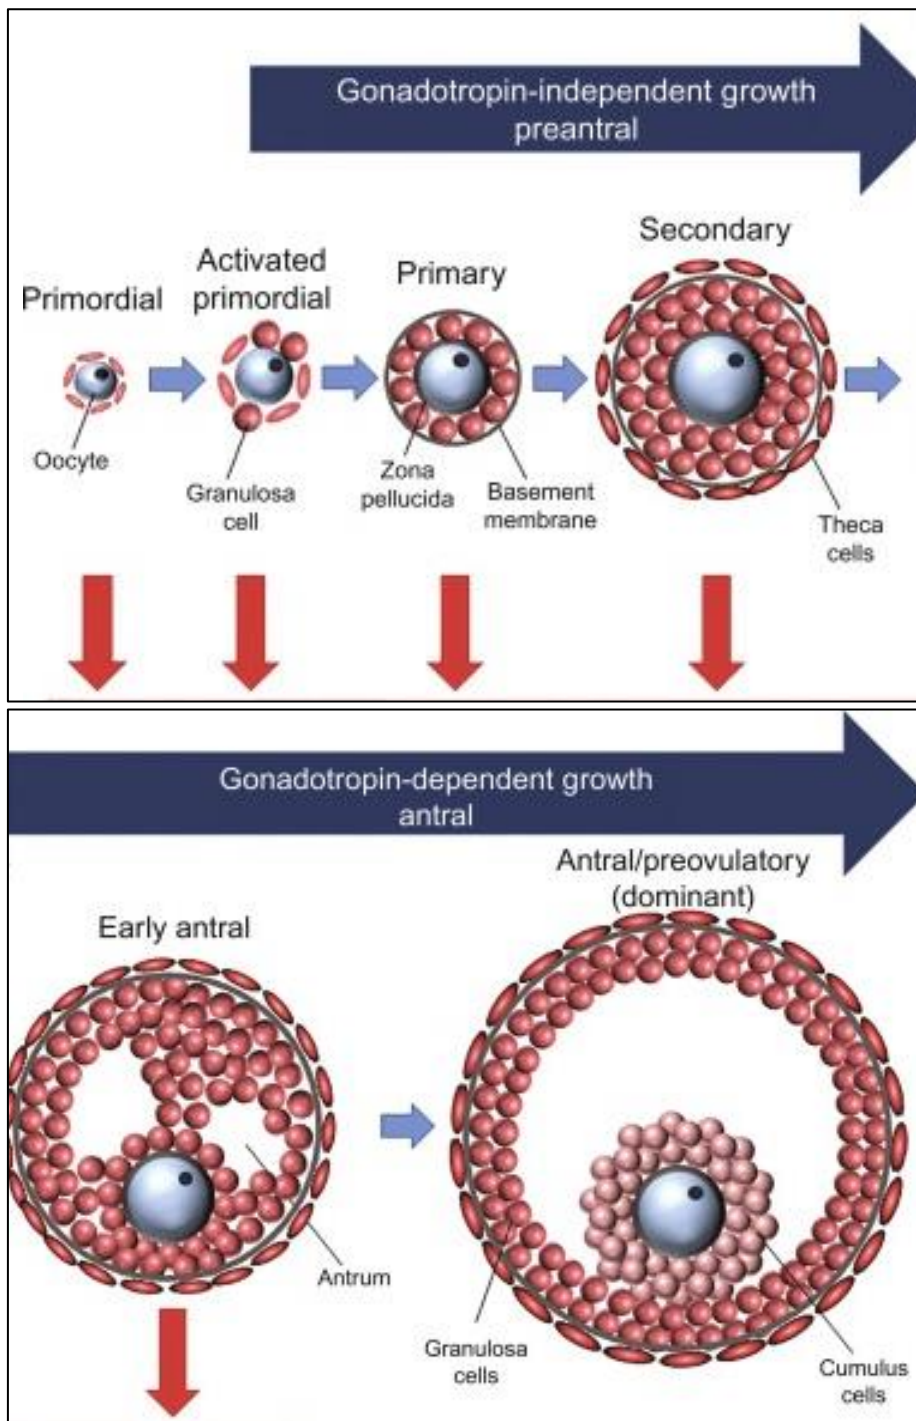 Gonadotropin-independent growth
preantral
Secondary
Activated
primordial
Primary
Primordial
Oocyte
Granulosa
cell
Zona
pellucida
Basement
membrane
Theca
cells
Gonadotropin-dependent growth
antral
Antral/preovulatory
(dominant)
Early antral
Antrum
Granulosa
cells
Cumulus
cells